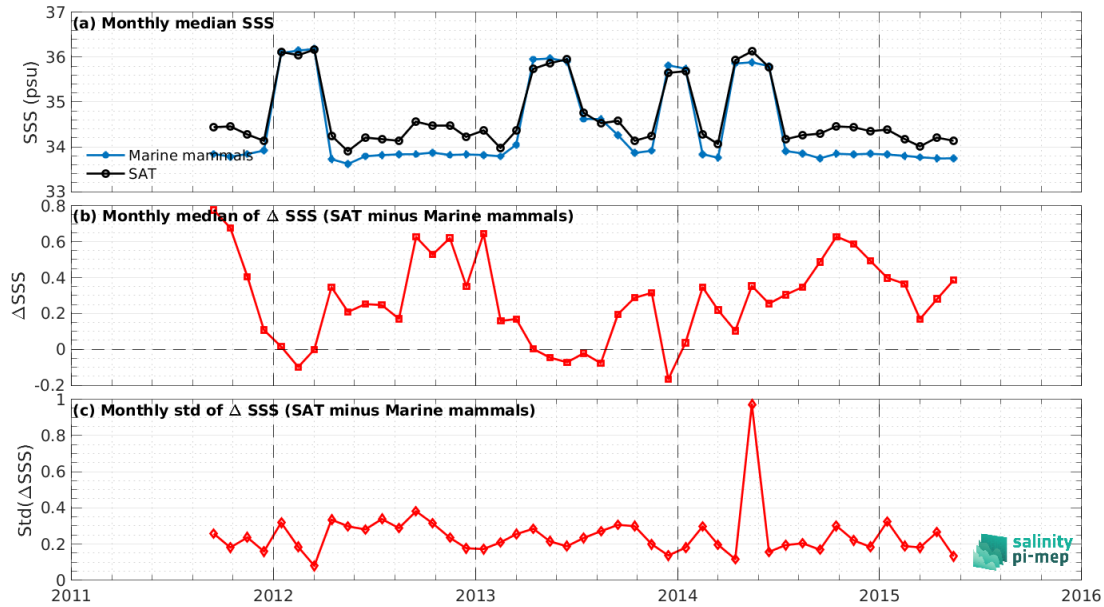 (a) Monthly median SSS
37
36
35
34
33
SSS (psu)
Marine mammals
SAT
(b) Monthly median of Δ SSS (SAT minus Marine mammals)
0.8
0.6
0.4
0.2
0
-0.2
ΔSSS
(c) Monthly std of Δ SSS (SAT minus Marine mammals)
1
0.8
0.6
0.4
0.2
0
Std(ΔSSS)
salinity
pi-mep
2011 2012 2013 2014 2015 2016